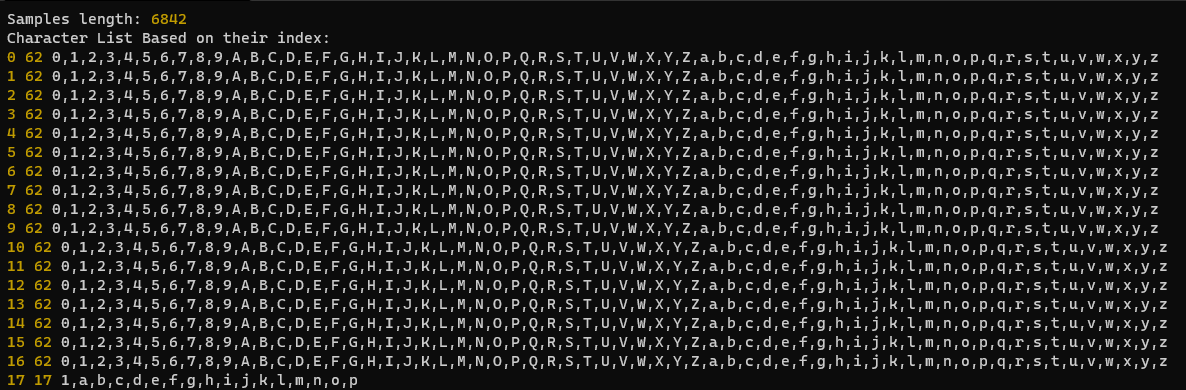 Samples length: 6842
Character List Based on their index:
0 62 0,1,2,3,4,5,6,7,8,9,A,B,C,D,E,F,G,H,I,J,K,L,M,N,O,P,Q,R,S,T,U,V,W,X,Y,Z,a,b,c,d,e,f,g,h,i,j,k,l,m,n,o,p,q,r,s,t,u,v,w,x,y,z
1 62 0,1,2,3,4,5,6,7,8,9,A,B,C,D,E,F,G,H,I,J,K,L,M,N,O,P,Q,R,S,T,U,V,W,X,Y,Z,a,b,c,d,e,f,g,h,i,j,k,l,m,n,o,p,q,r,s,t,u,v,w,x,y,z
2 62 0,1,2,3,4,5,6,7,8,9,A,B,C,D,E,F,G,H,I,J,K,L,M,N,O,P,Q,R,S,T,U,V,W,X,Y,Z,a,b,c,d,e,f,g,h,i,j,k,l,m,n,o,p,q,r,s,t,u,v,w,x,y,z
3 62 0,1,2,3,4,5,6,7,8,9,A,B,C,D,E,F,G,H,I,J,K,L,M,N,O,P,Q,R,S,T,U,V,W,X,Y,Z,a,b,c,d,e,f,g,h,i,j,k,l,m,n,o,p,q,r,s,t,u,v,w,x,y,z
4 62 0,1,2,3,4,5,6,7,8,9,A,B,C,D,E,F,G,H,I,J,K,L,M,N,O,P,Q,R,S,T,U,V,W,X,Y,Z,a,b,c,d,e,f,g,h,i,j,k,l,m,n,o,p,q,r,s,t,u,v,w,x,y,z
5 62 0,1,2,3,4,5,6,7,8,9,A,B,C,D,E,F,G,H,I,J,K,L,M,N,O,P,Q,R,S,T,U,V,W,X,Y,Z,a,b,c,d,e,f,g,h,i,j,k,l,m,n,o,p,q,r,s,t,u,v,w,x,y,z
6 62 0,1,2,3,4,5,6,7,8,9,A,B,C,D,E,F,G,H,I,J,K,L,M,N,O,P,Q,R,S,T,U,V,W,X,Y,Z,a,b,c,d,e,f,g,h,i,j,k,l,m,n,o,p,q,r,s,t,u,v,w,x,y,z
7 62 0,1,2,3,4,5,6,7,8,9,A,B,C,D,E,F,G,H,I,J,K,L,M,N,O,P,Q,R,S,T,U,V,W,X,Y,Z,a,b,c,d,e,f,g,h,i,j,k,l,m,n,o,p,q,r,s,t,u,v,w,x,y,z
8 62 0,1,2,3,4,5,6,7,8,9,A,B,C,D,E,F,G,H,I,J,K,L,M,N,O,P,Q,R,S,T,U,V,W,X,Y,Z,a,b,c,d,e,f,g,h,i,j,k,l,m,n,o,p,q,r,s,t,u,v,w,x,y,z
9 62 0,1,2,3,4,5,6,7,8,9,A,B,C,D,E,F,G,H,I,J,K,L,M,N,O,P,Q,R,S,T,U,V,W,X,Y,Z,a,b,c,d,e,f,g,h,i,j,k,l,m,n,o,p,q,r,s,t,u,v,w,x,y,z
10 62 0,1,2,3,4,5,6,7,8,9,A,B,C,D,E,F,G,H,I,J,K,L,M,N,O,P,Q,R,S,T,U,V,W,X,Y,Z,a,b,c,d,e,f,g,h,i,j,k,l,m,n,o,p,q,r,s,t,u,v,w,x,y,z
11 62 0,1,2,3,4,5,6,7,8,9,A,B,C,D,E,F,G,H,I,J,K,L,M,N,O,P,Q,R,S,T,U,V,W,X,Y,Z,a,b,c,d,e,f,g,h,i,j,k,l,m,n,o,p,q,r,s,t,u,v,w,x,y,z
12 62 0,1,2,3,4,5,6,7,8,9,A,B,C,D,E,F,G,H,I,J,K,L,M,N,O,P,Q,R,S,T,U,V,W,X,Y,Z,a,b,c,d,e,f,g,h,i,j,k,l,m,n,o,p,q,r,s,t,u,v,w,x,y,z
13 62 0,1,2,3,4,5,6,7,8,9,A,B,C,D,E,F,G,H,I,J,K,L,M,N,O,P,Q,R,S,T,U,V,W,X,Y,Z,a,b,c,d,e,f,g,h,i,j,k,l,m,n,o,p,q,r,s,t,u,v,w,x,y,z
14 62 0,1,2,3,4,5,6,7,8,9,A,B,C,D,E,F,G,H,I,J,K,L,M,N,O,P,Q,R,S,T,U,V,W,X,Y,Z,a,b,c,d,e,f,g,h,i,j,k,l,m,n,o,p,q,r,s,t,u,v,w,x,y,z
15 62 0,1,2,3,4,5,6,7,8,9,A,B,C,D,E,F,G,H,I,J,K,L,M,N,O,P,Q,R,S,T,U,V,W,X,Y,Z,a,b,c,d,e,f,g,h,i,j,k,l,m,n,o,p,q,r,s,t,u,v,w,x,y,z
16 62 0,1,2,3,4,5,6,7,8,9,A,B,C,D,E,F,G,H,I,J,K,L,M,N,O,P,Q,R,S,T,U,V,W,X,Y,Z,a,b,c,d,e,f,g,h,i,j,k,l,m,n,o,p,q,r,s,t,u,v,w,x,y,z
17 17 1,a,b,c,d,e,f,g,h,i,j,k,l,m,n,o,p